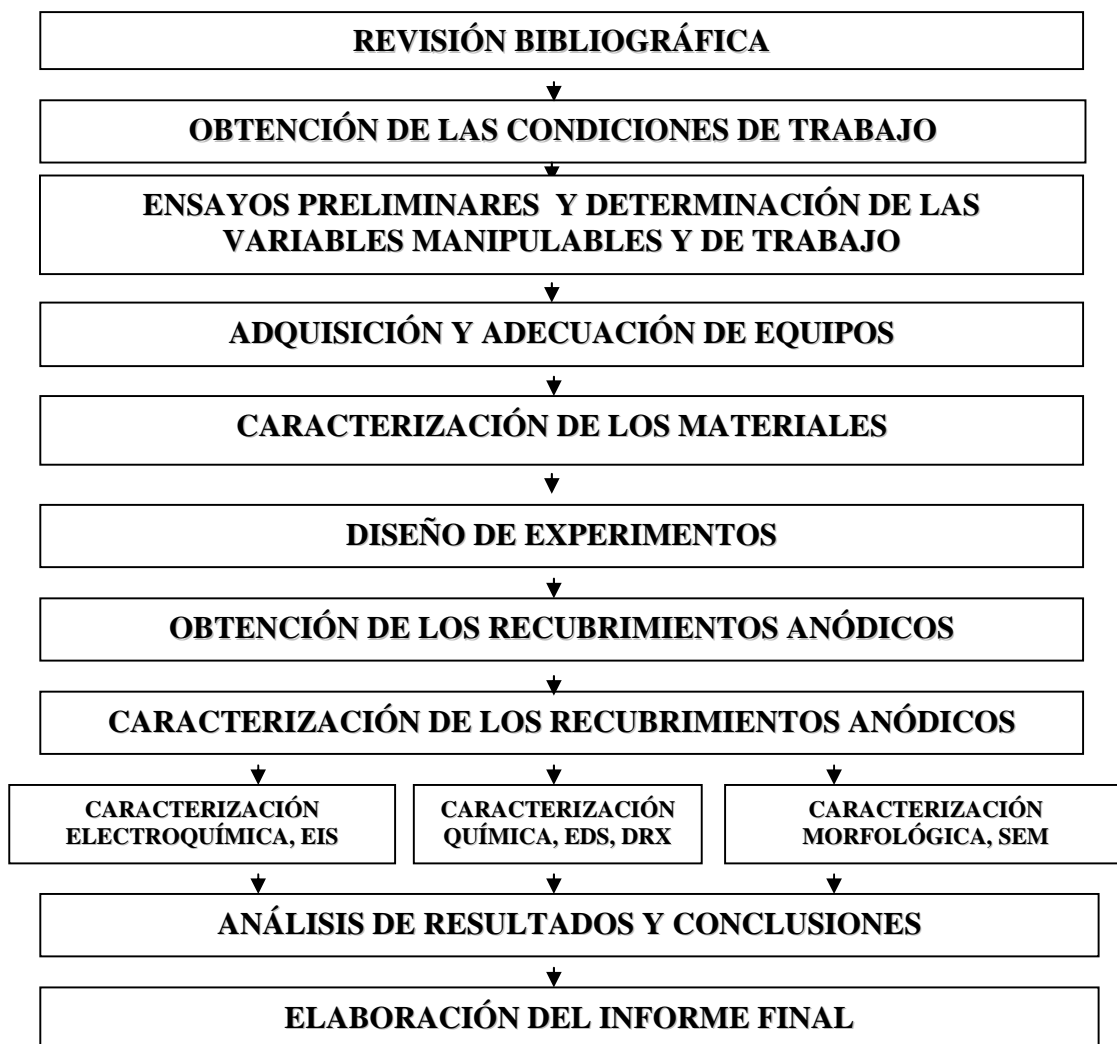 REVISIÓN BIBLIOGRÁFICA
OBTENCIÓN DE LAS CONDICIONES DE TRABAJO
ENSAYOS PRELIMINARES Y DETERMINACIÓN DE LAS
VARIABLES MANIPULABLES Y DE TRABAJO
ADQUISICIÓN Y ADECUACIÓN DE EQUIPOS
CARACTERIZACIÓN DE LOS MATERIALES
DISEÑO DE EXPERIMENTOS
OBTENCIÓN DE LOS RECUBRIMIENTOS ANÓDICOS
CARACTERIZACIÓN DE LOS RECUBRIMIENTOS ANÓDICOS
CARACTERIZACIÓN
ELECTROQUÍMICA, EIS
CARACTERIZACIÓN
QUÍMICA, EDS, DRX
CARACTERIZACIÓN
MORFOLÓGICA, SEM
ANÁLISIS DE RESULTADOS Y CONCLUSIONES
ELABORACIÓN DEL INFORME FINAL